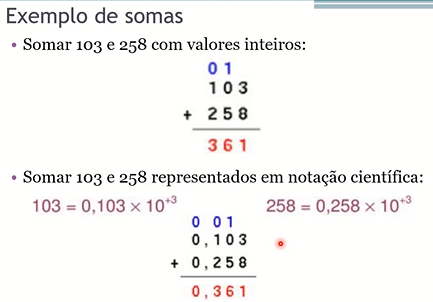 Exemplo de somas
• Somar 103 e 258 com valores inteiros:
0 1
1 0 3
+ 2 5 8
3 6 1
• Somar 103 e 258 representados em notação científica:
103 = 0,103 × 10⁺³ 258 = 0,258 × 10⁺³
0 0 1
0 , 1 0 3
+ 0 , 2 5 8
0 , 3 6 1